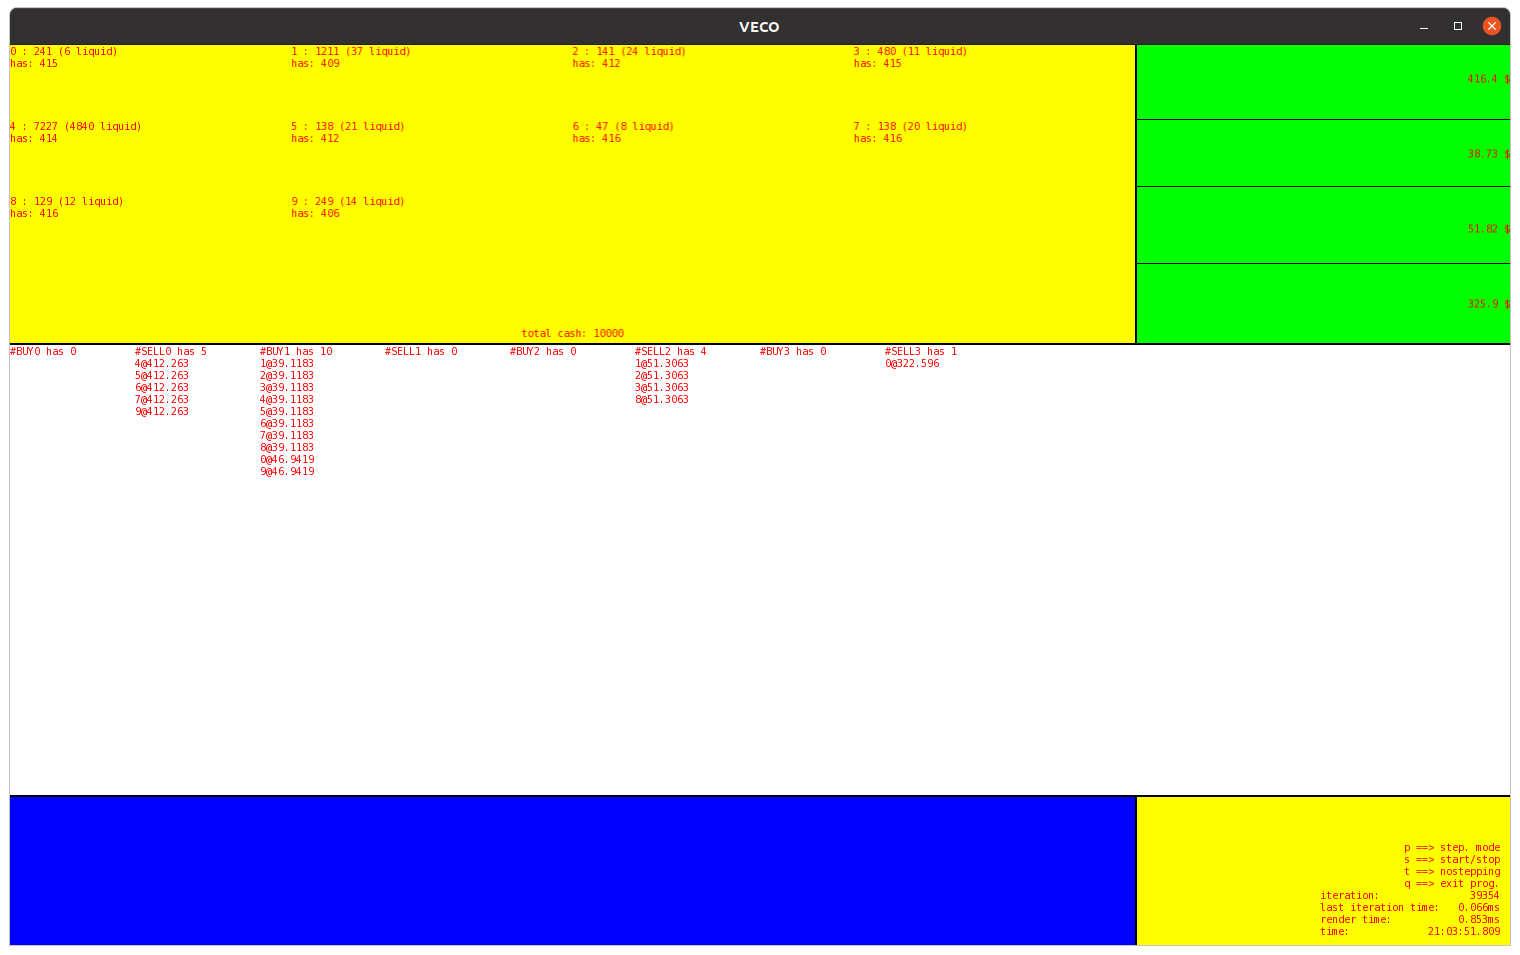 VECO
0 : 241 (6 liquid) 1 : 1211 (37 liquid) 2 : 141 (24 liquid) 3 : 480 (11 liquid)
has: 415 has: 409 has: 412 has: 415
416.4 $
4 : 7227 (4840 liquid) 5 : 138 (21 liquid) 6 : 47 (8 liquid) 7 : 138 (20 liquid)
has: 414 has: 412 has: 416 has: 416
38.73 $
8 : 129 (12 liquid) 9 : 249 (14 liquid)
has: 416 has: 406
51.82 $
325.9 $
total cash: 10000
#BUY0 has 0 #SELL0 has 5 #BUY1 has 10 #SELL1 has 0 #BUY2 has 0 #SELL2 has 4 #BUY3 has 0 #SELL3 has 1
4@412.263 1@39.1183 1@51.3063 0@322.596
5@412.263 2@39.1183 2@51.3063
6@412.263 3@39.1183 3@51.3063
7@412.263 4@39.1183 8@51.3063
9@412.263 5@39.1183
6@39.1183
7@39.1183
8@39.1183
0@46.9419
9@46.9419
p ==> step. mode
s ==> start/stop
t ==> nostepping
q ==> exit prog.
iteration: 39354
last iteration time: 0.066ms
render time: 0.853ms
time: 21:03:51.809